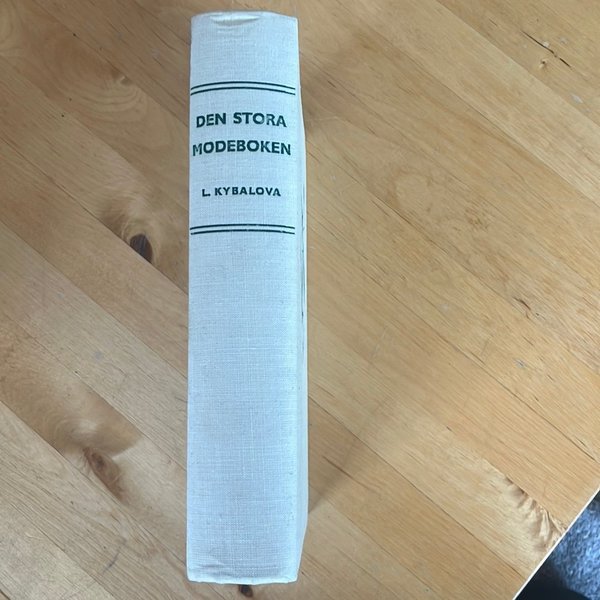 DEN STORA
MODEBOKEN
L. KYBALOVA